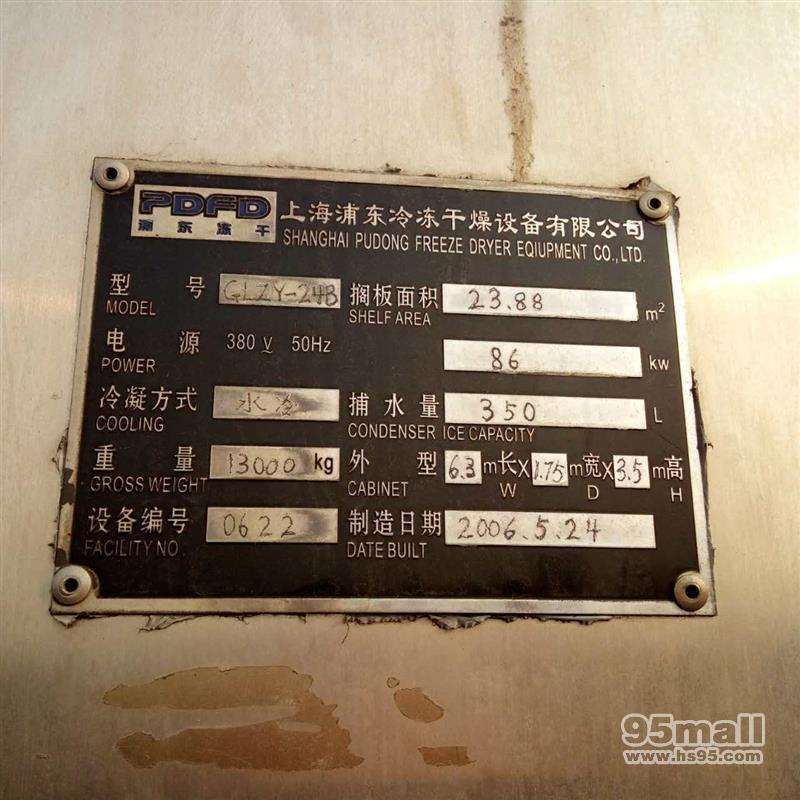 PDFD 上海浦东冷冻干燥设备有限公司
浦东冻干 SHANGHAI PUDONG FREEZE DRYER EQIUPMENT CO.,LTD.
型号 GLZY-24B 搁板面积 23.88 m²
MODEL SHELF AREA
电源 380V 50Hz 86 kw
POWER
冷凝方式 水冷 捕水量 350 L
COOLING CONDENSER ICE CAPACITY
重量 13000 kg 外型 6.3 m长X 1.75 m宽X 3.5 m高
GROSS WEIGHT CABINET W D H
设备编号 0622 制造日期 2006.5.24
FACILITY NO. DATE BUILT
95mall
www.hs95.com